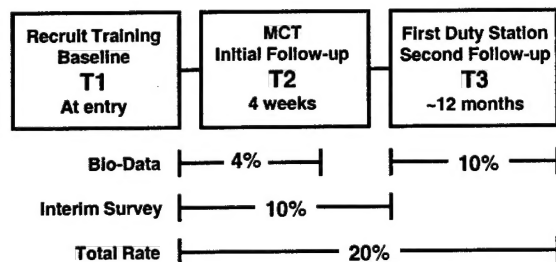 Recruit Training
Baseline
T1
At entry
MCT
Initial Follow-up
T2
4 weeks
First Duty Station
Second Follow-up
T3
~12 months
Bio-Data 4% 10%
Interim Survey 10%
Total Rate 20%